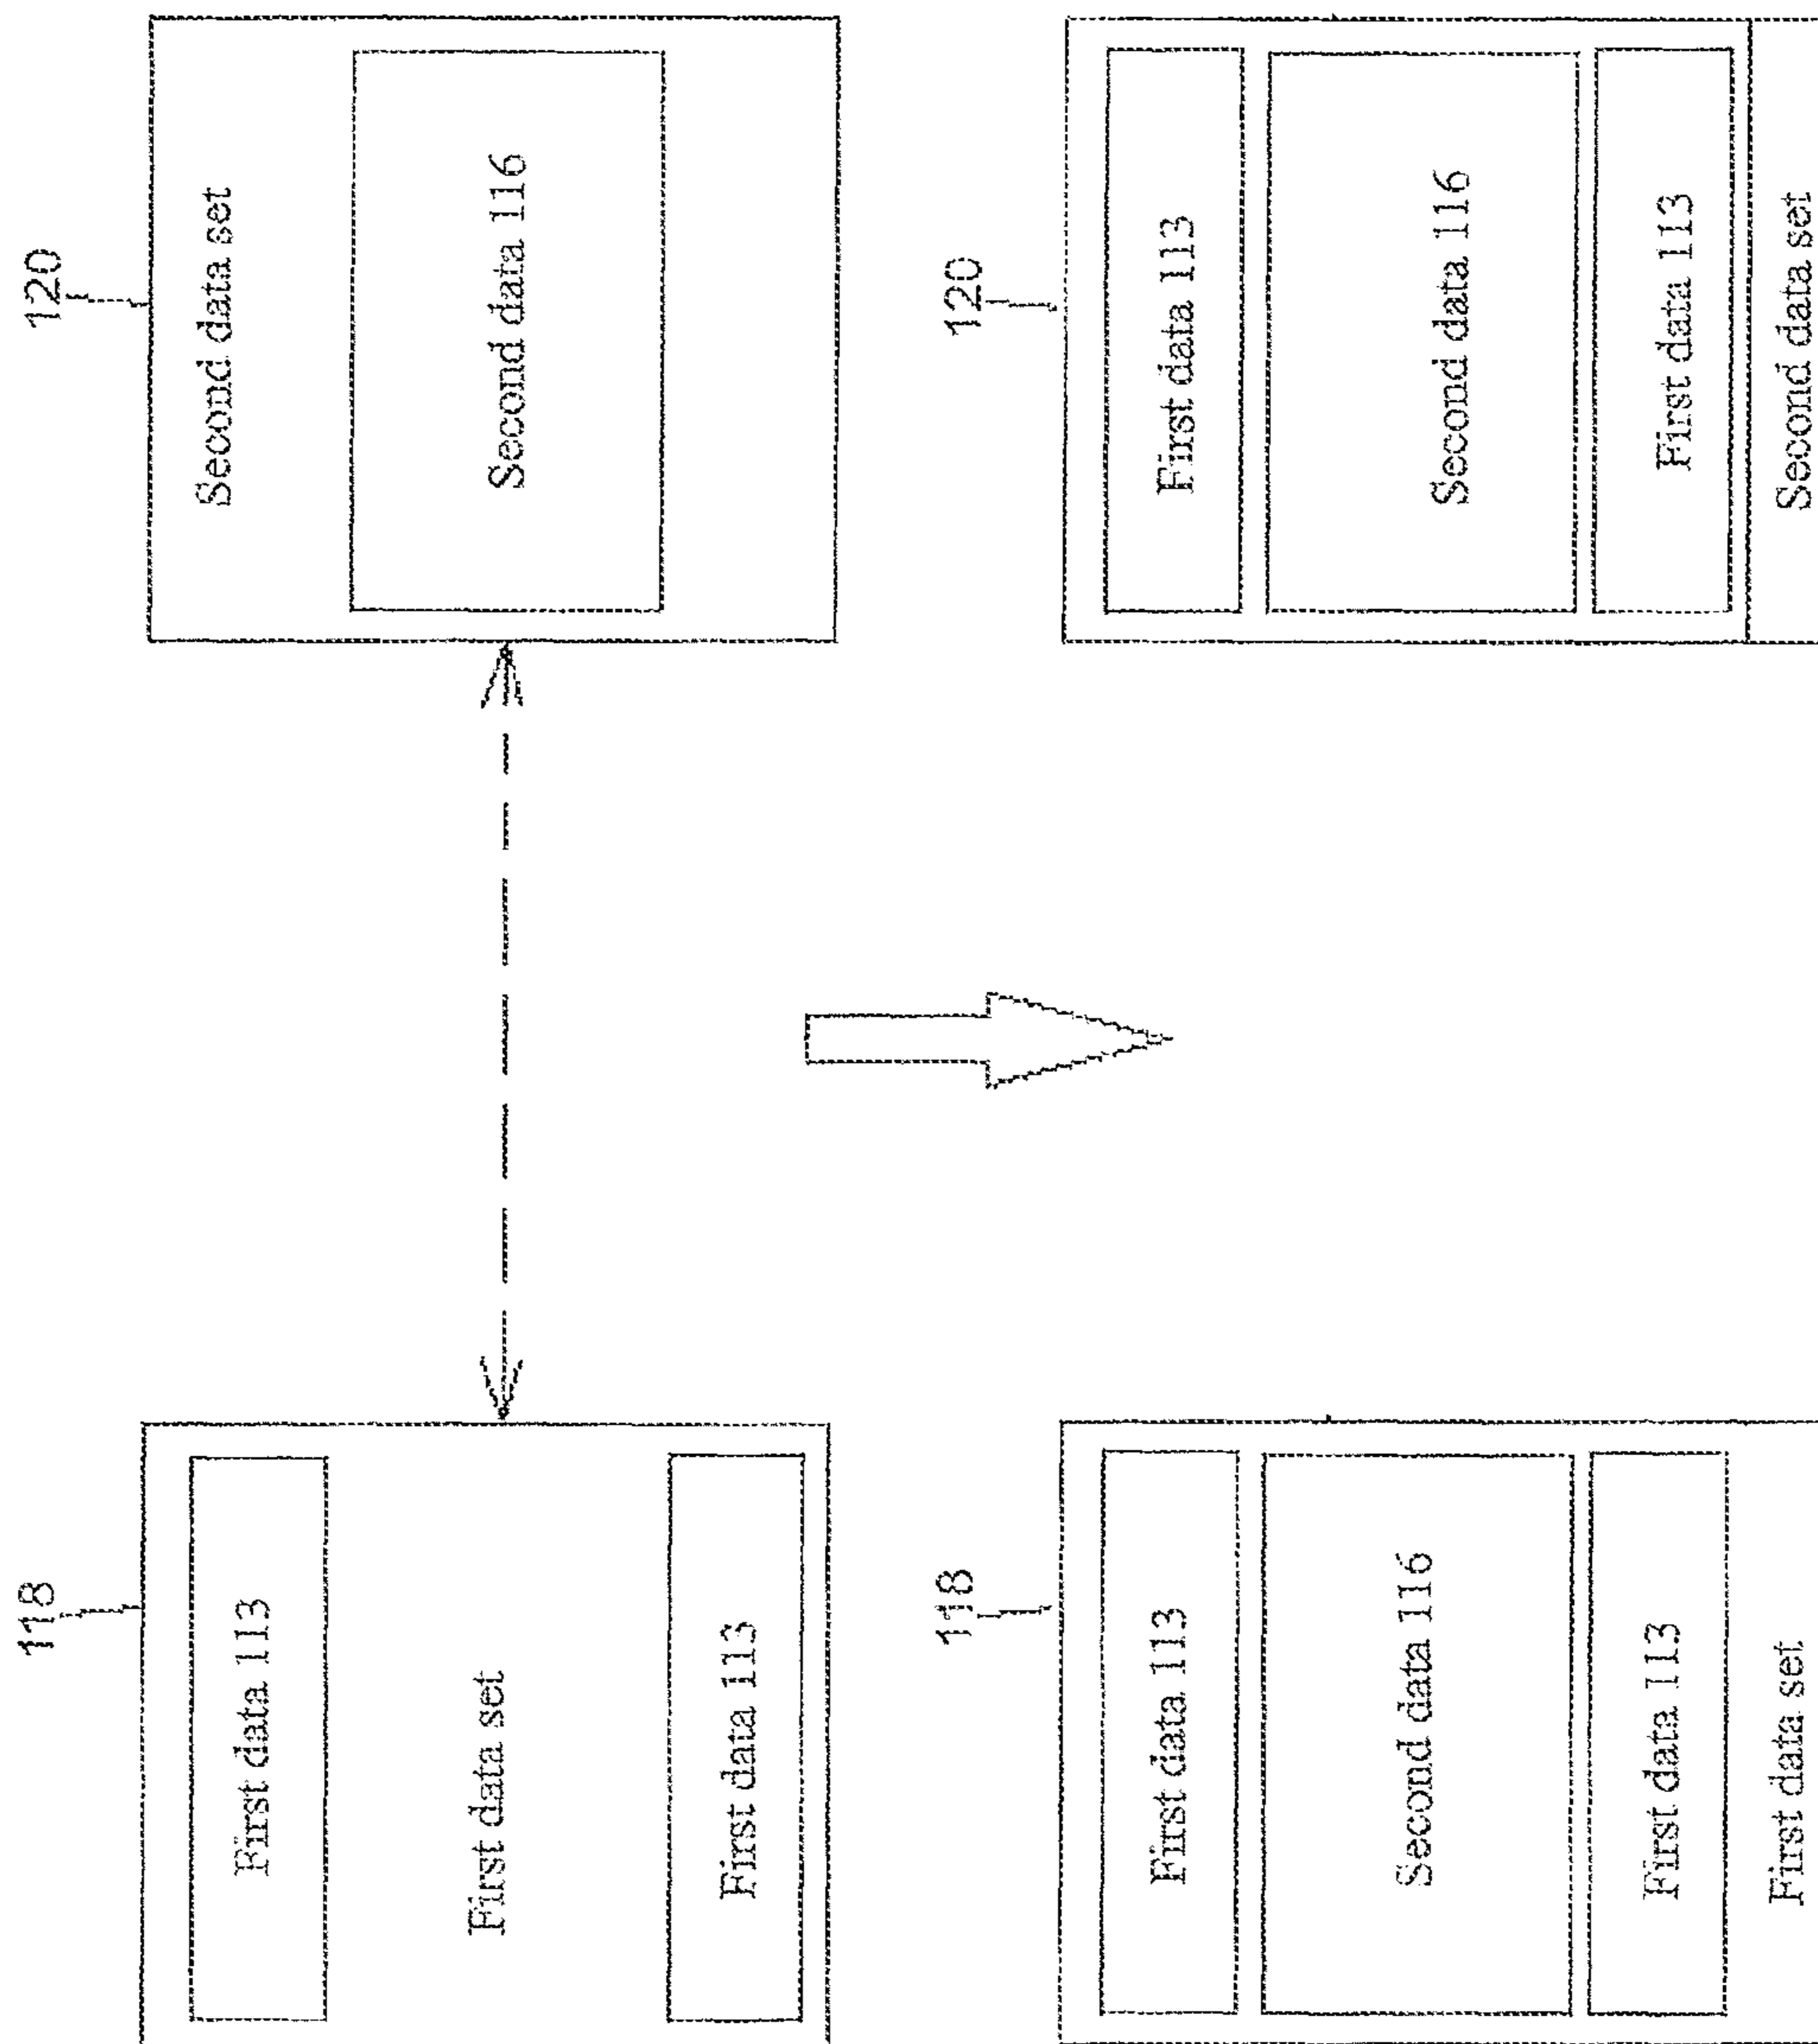 118
First data 113
First data set
First data 113
120
Second data set
Second data 116
118
First data 113
Second data 116
First data 113
First data set
120
First data 113
Second data 116
First data 113
Second data set